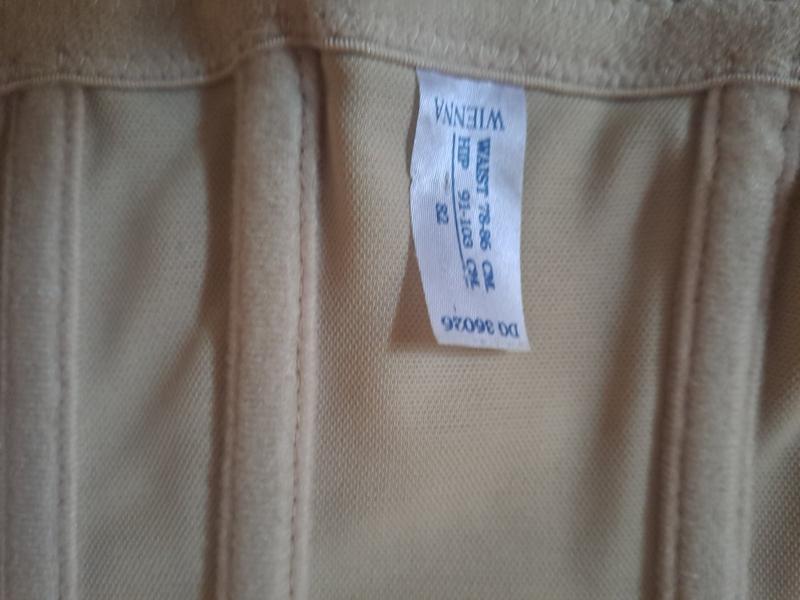 WIENNA
WAIST 78-86 CM.
HIP 91-103 CM.
82
DO 36026